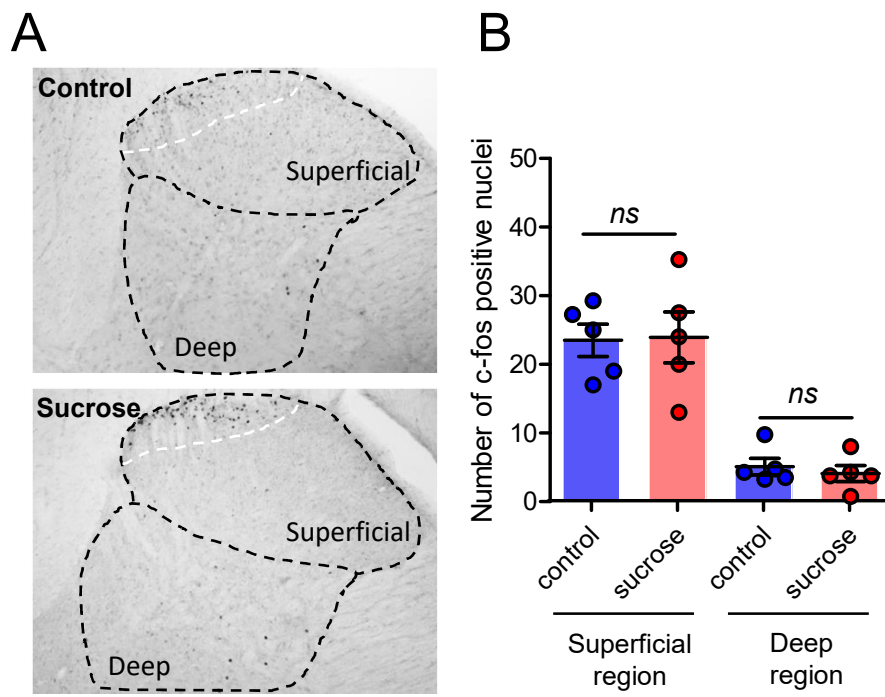 A
Control
Superficial
Deep
Sucrose
Superficial
Deep
B
Number of c-fos positive nuclei
50
40
30
20
10
0
ns
ns
control
sucrose
control
sucrose
Superficial
region
Deep
region